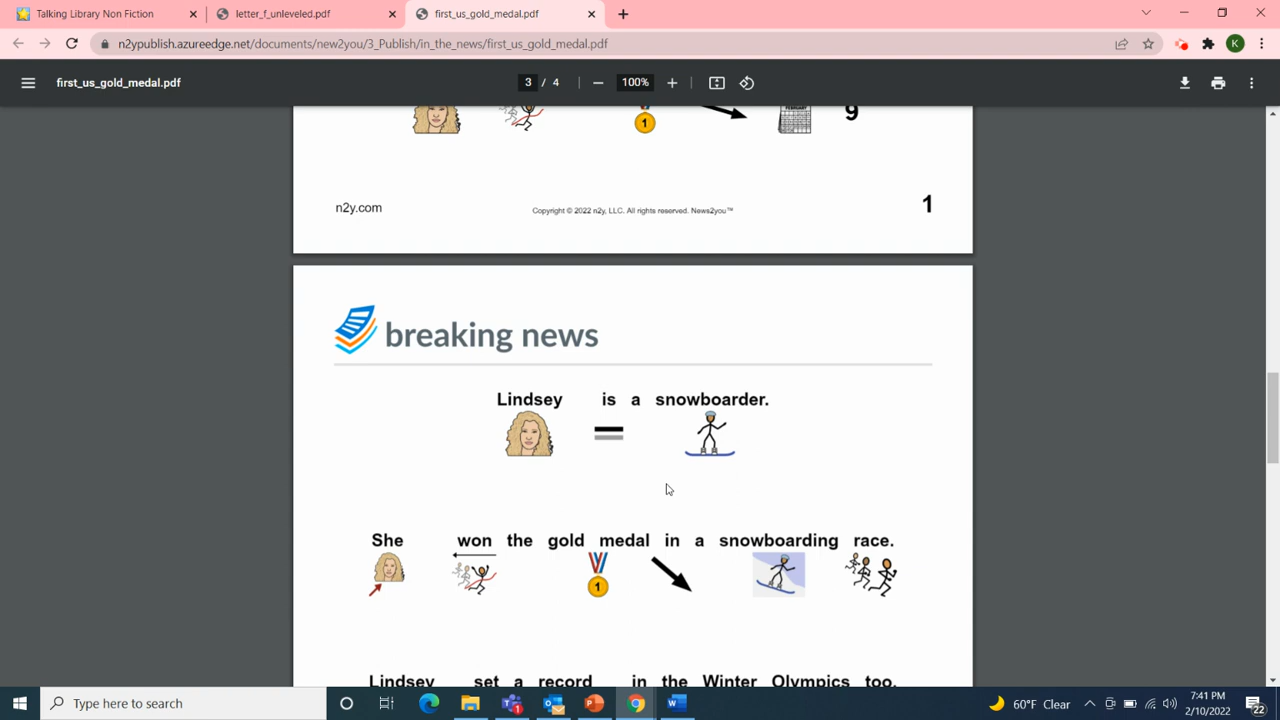 Talking Library Non Fiction
letter_f_unleveled.pdf
first_us_gold_medal.pdf
n2ypublish.azureedge.net/documents/new2you/3_Publish/in_the_news/first_us_gold_medal.pdf
K
first_us_gold_medal.pdf
3 / 4
100%
1
FEBRUARY
9
n2y.com
Copyright © 2022 n2y, LLC. All rights reserved. News2you™
1
breaking news
Lindsey is a snowboarder.
She won the gold medal in a snowboarding race.
1
Lindsey set a record in the Winter Olympics too.
Type here to search
60°F Clear
7:41 PM
2/10/2022
22